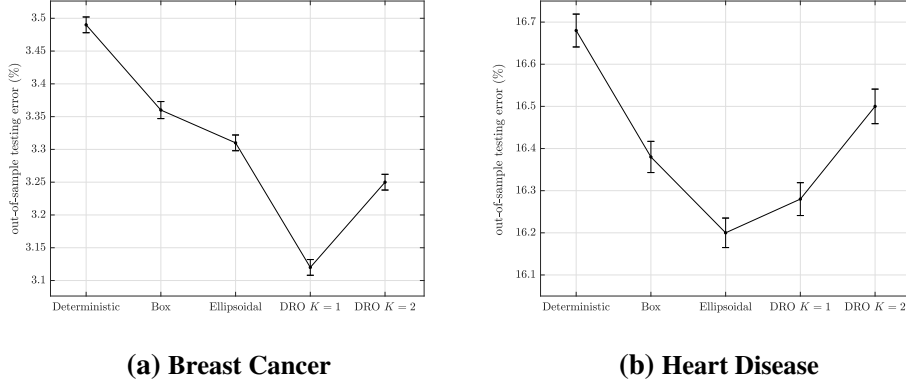 out-of-sample testing error (%)
3.5
3.45
3.4
3.35
3.3
3.25
3.2
3.15
3.1
Deterministic Box Ellipsoidal DRO K = 1 DRO K = 2
(a) Breast Cancer
out-of-sample testing error (%)
16.7
16.6
16.5
16.4
16.3
16.2
16.1
Deterministic Box Ellipsoidal DRO K = 1 DRO K = 2
(b) Heart Disease